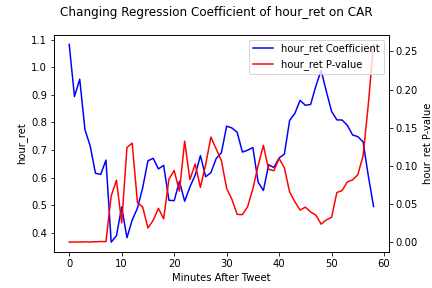 Changing Regression Coefficient of hour_ret on CAR
hour_ret Coefficient
hour_ret P-value
1.1
1.0
0.9
0.8
0.7
0.6
0.5
0.4
hour_ret
0.25
0.20
0.15
0.10
0.05
0.00
hour_ret P-value
0 10 20 30 40 50 60
Minutes After Tweet